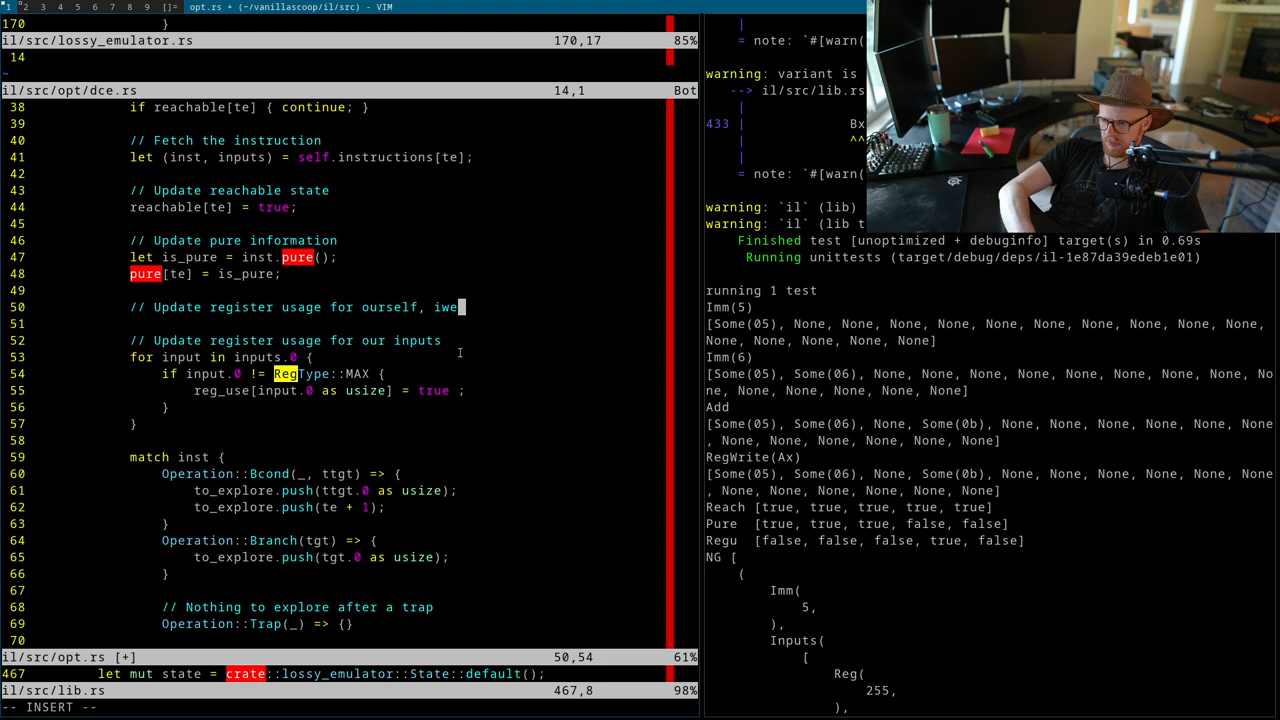 1 2 3 4 5 6 7 8 9 []= opt.rs + (~/vanillascoop/il/src) - VIM
170 }
il/src/lossy_emulator.rs 170,17 85%
14
~
il/src/opt/dce.rs 14,1 Bot
38 if reachable[te] { continue; }
39
40 // Fetch the instruction
41 let (inst, inputs) = self.instructions[te];
42
43 // Update reachable state
44 reachable[te] = true;
45
46 // Update pure information
47 let is_pure = inst.pure();
48 pure[te] = is_pure;
49
50 // Update register usage for ourself, iwe
51
52 // Update register usage for our inputs
53 for input in inputs.0 {
54 if input.0 != RegType::MAX {
55 reg_use[input.0 as usize] = true ;
56 }
57 }
58
59 match inst {
60 Operation::Bcond(_, ttgt) => {
61 to_explore.push(ttgt.0 as usize);
62 to_explore.push(te + 1);
63 }
64 Operation::Branch(tgt) => {
65 to_explore.push(tgt.0 as usize);
66 }
67
68 // Nothing to explore after a trap
69 Operation::Trap(_) => {}
70
il/src/opt.rs [+] 50,54 61%
467 let mut state = crate::lossy_emulator::State::default();
il/src/lib.rs 467,8 98%
-- INSERT --
|
= note: `#[warn(
warning: variant is
--> il/src/lib.rs
|
433 | Bx
| ^^
|
= note: `#[warn(
warning: `il` (lib)
warning: `il` (lib t
Finished test [unoptimized + debuginfo] target(s) in 0.69s
Running unittests (target/debug/deps/il-1e87da39edeb1e01)
running 1 test
Imm(5)
[Some(05), None, None, None, None, None, None, None, None, None, None,
None, None, None, None, None]
Imm(6)
[Some(05), Some(06), None, None, None, None, None, None, None, None, No
ne, None, None, None, None, None]
Add
[Some(05), Some(06), None, Some(0b), None, None, None, None, None, None
, None, None, None, None, None, None]
RegWrite(Ax)
[Some(05), Some(06), None, Some(0b), None, None, None, None, None, None
, None, None, None, None, None, None]
Reach [true, true, true, true, true]
Pure [true, true, true, false, false]
Regu [false, false, false, true, false]
NG [
(
Imm(
5,
),
Inputs(
[
Reg(
255,
),